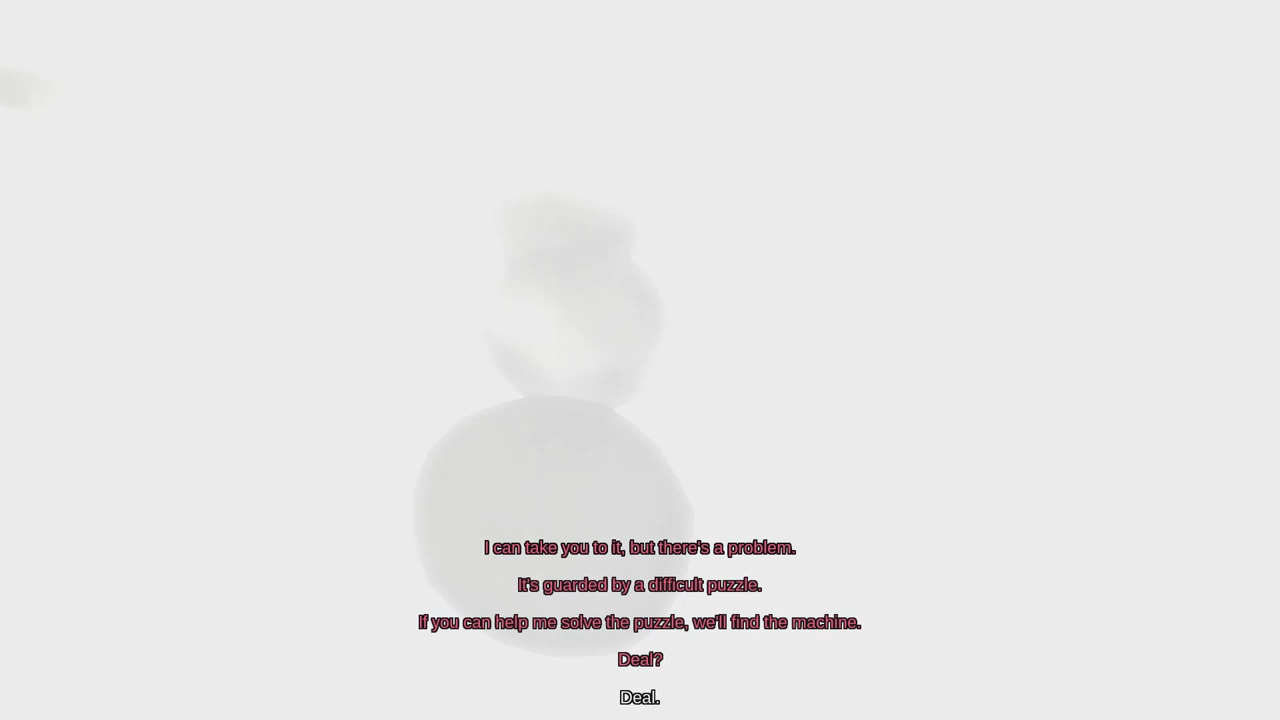 I can take you to it, but there's a problem.
It's guarded by a difficult puzzle.
If you can help me solve the puzzle, we'll find the machine.
Deal?
Deal.